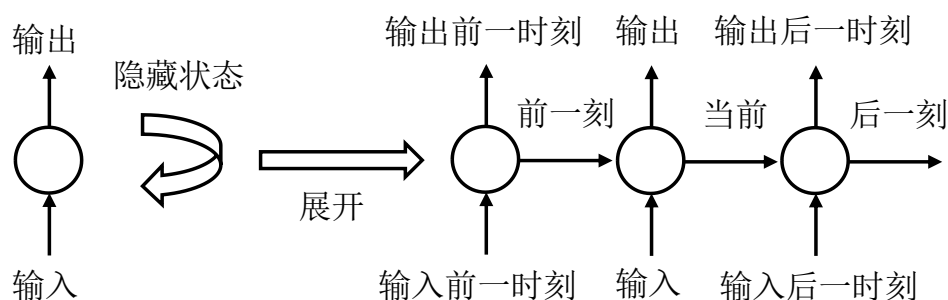 输出
隐藏状态
输入
展开
输出前一时刻
输出
输出后一时刻
前一刻
当前
后一刻
输入前一时刻
输入
输入后一时刻